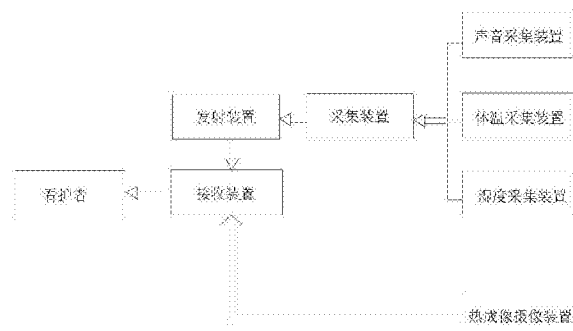 声音采集装置
发射装置
采集装置
体温采集装置
看护者
接收装置
湿度采集装置
热成像摄像装置